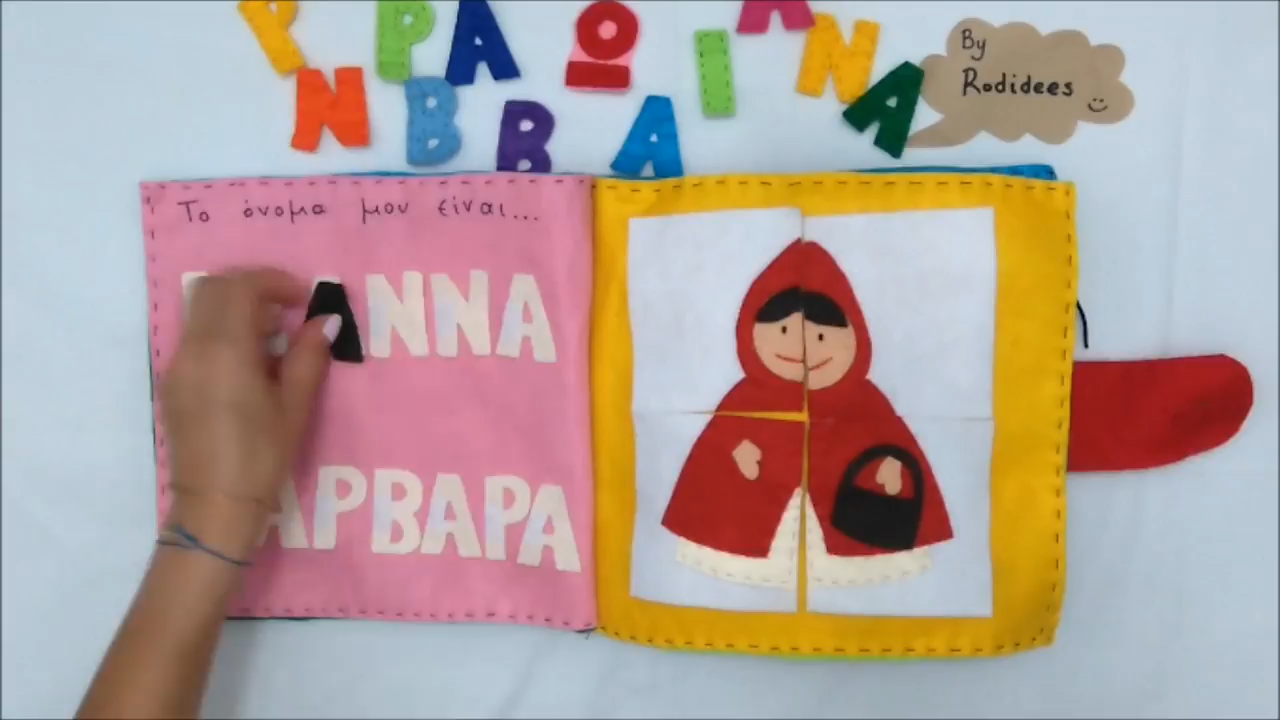 Ρ Ρ Α Ω Ι Α Ν Α
Ν Β Β Α
By
Rodidees
Το όνομα μου είναι...
ΑΝΝΑ
ΑΡΒΑΡΑ